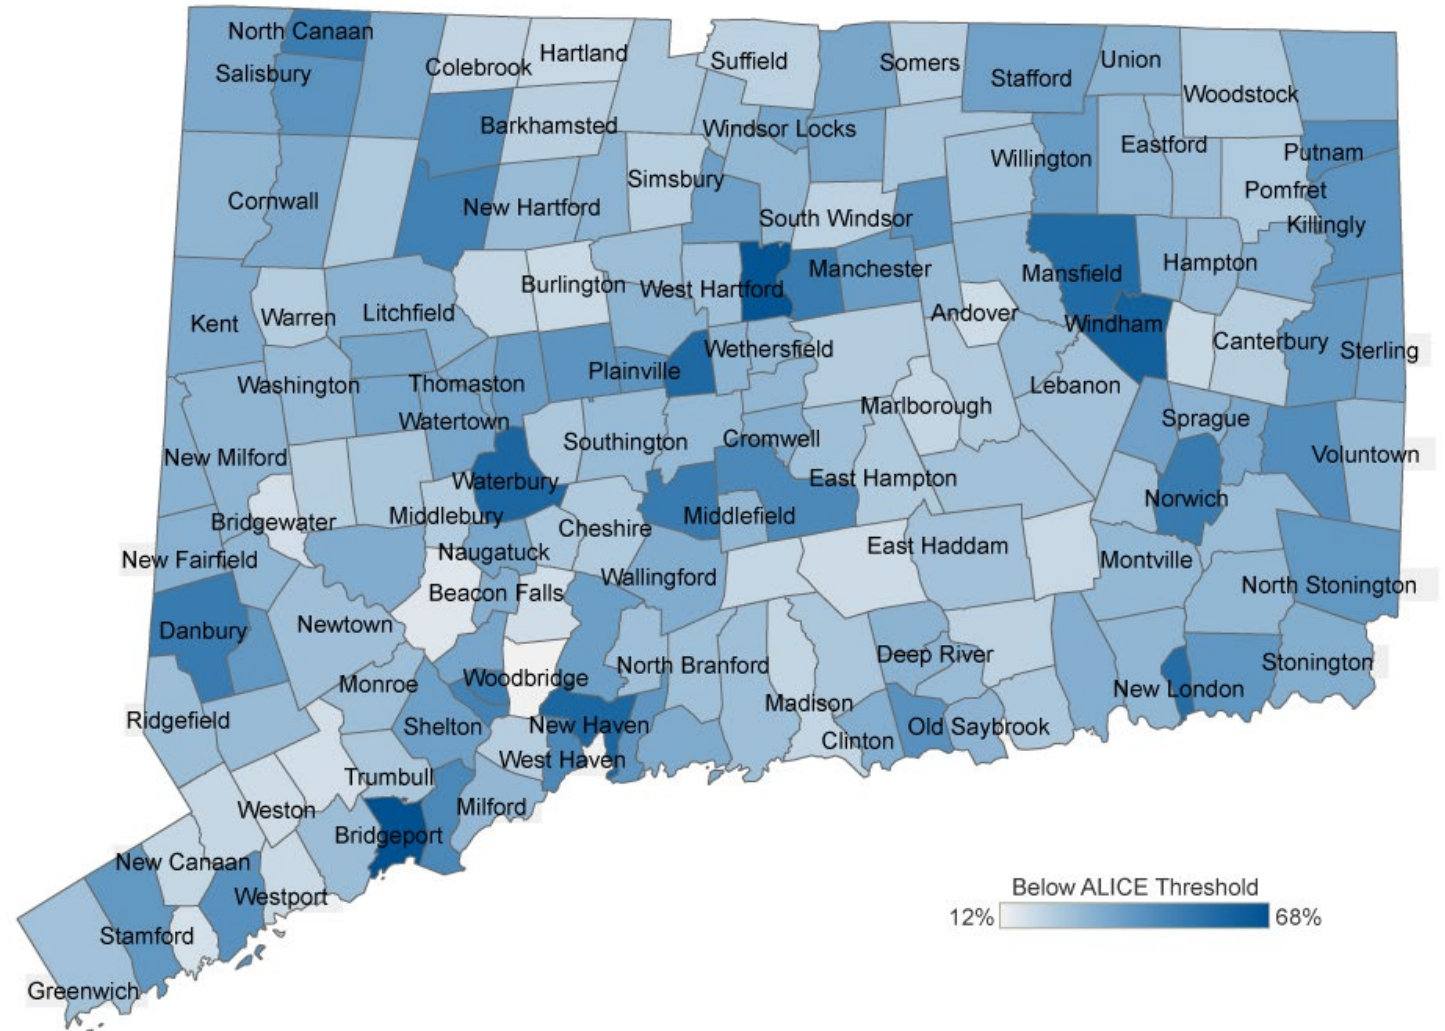 North Canaan
Hartland
Suffield
Somers
Union
Colebrook
Salisbury
Stafford
Woodstock
Barkhamsted
Windsor Locks
Eastford
Putnam
Willington
Simsbury
Pomfret
Cornwall
New Hartford
South Windsor
Killingly
Manchester
Mansfield
Hampton
Burlington
West Hartford
Kent
Warren
Litchfield
Andover
Windham
Canterbury
Sterling
Wethersfield
Plainville
Washington
Thomaston
Lebanon
Marlborough
Watertown
Sprague
Southington
Cromwell
New Milford
Voluntown
Waterbury
East Hampton
Norwich
Bridgewater
Middlebury
Middlefield
Cheshire
New Fairfield
Naugatuck
East Haddam
Montville
Wallingford
North Stonington
Beacon Falls
Danbury
Newtown
Deep River
Stonington
North Branford
Woodbridge
Monroe
New London
Madison
Ridgefield
Shelton
New Haven
Old Saybrook
Clinton
West Haven
Trumbull
Weston
Milford
Bridgeport
New Canaan
Westport
Stamford
Greenwich
Below ALICE Threshold
12% 68%